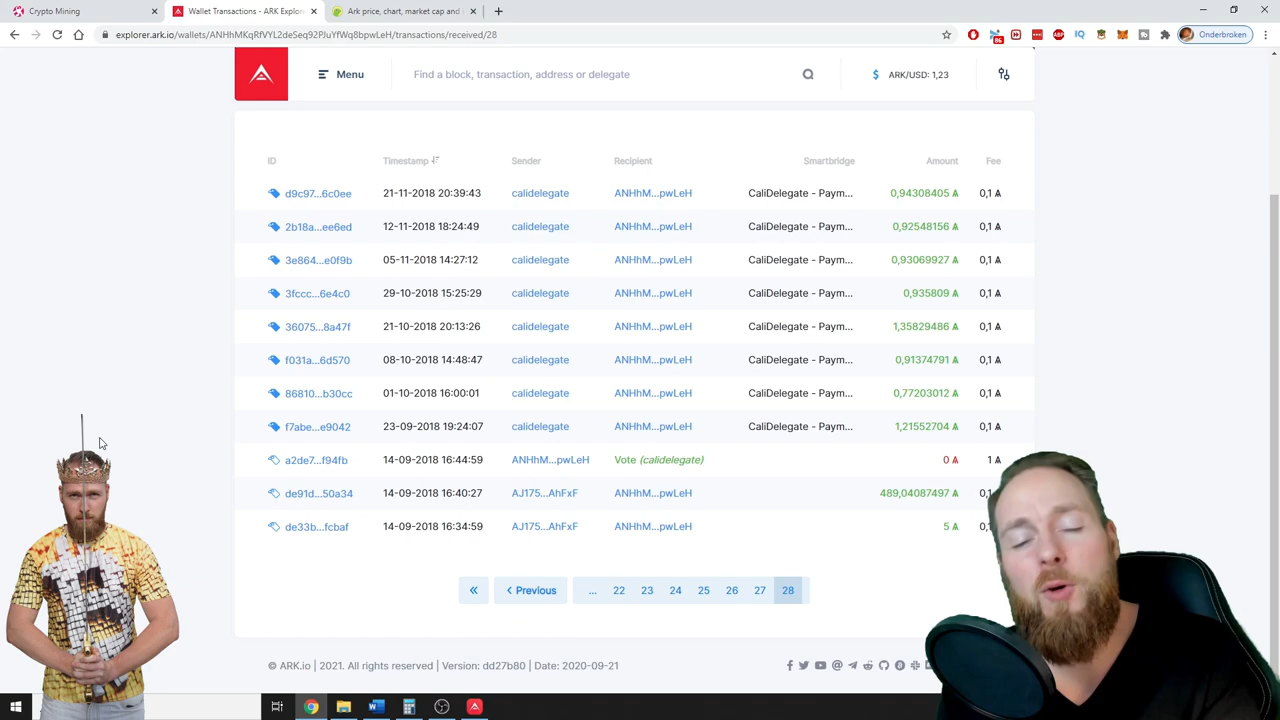 Crypto Mining
Wallet Transactions - ARK Explor
Ark price, chart, market cap and
explorer.ark.io/wallets/ANHhMKqRfVYL2deSeq92PJuYfWq8bpwLeH/transactions/received/28
86
ABP
IQ
Onderbroken
Menu
Find a block, transaction, address or delegate
$ ARK/USD: 1,23
ID Timestamp Sender Recipient Smartbridge Amount Fee
d9c97...6c0ee 21-11-2018 20:39:43 calidelegate ANHhM...pwLeH CaliDelegate - Paym... 0,94308405 Ѧ 0,1 Ѧ
2b18a...ee6ed 12-11-2018 18:24:49 calidelegate ANHhM...pwLeH CaliDelegate - Paym... 0,92548156 Ѧ 0,1 Ѧ
3e864...e0f9b 05-11-2018 14:27:12 calidelegate ANHhM...pwLeH CaliDelegate - Paym... 0,93069927 Ѧ 0,1 Ѧ
3fccc...6e4c0 29-10-2018 15:25:29 calidelegate ANHhM...pwLeH CaliDelegate - Paym... 0,935809 Ѧ 0,1 Ѧ
36075...8a47f 21-10-2018 20:13:26 calidelegate ANHhM...pwLeH CaliDelegate - Paym... 1,35829486 Ѧ 0,1 Ѧ
f031a...6d570 08-10-2018 14:48:47 calidelegate ANHhM...pwLeH CaliDelegate - Paym... 0,91374791 Ѧ 0,1 Ѧ
86810...b30cc 01-10-2018 16:00:01 calidelegate ANHhM...pwLeH CaliDelegate - Paym... 0,77203012 Ѧ 0,1 Ѧ
f7abe...e9042 23-09-2018 19:24:07 calidelegate ANHhM...pwLeH CaliDelegate - Paym... 1,21552704 Ѧ 0,1 Ѧ
a2de7...f94fb 14-09-2018 16:44:59 ANHhM...pwLeH Vote (calidelegate) 0 Ѧ 1 Ѧ
de91d...50a34 14-09-2018 16:40:27 AJ175...AhFxF ANHhM...pwLeH 489,04087497 Ѧ 0,1
de33b...fcbaf 14-09-2018 16:34:59 AJ175...AhFxF ANHhM...pwLeH 5 Ѧ
« ‹ Previous ... 22 23 24 25 26 27 28
© ARK.io | 2021. All rights reserved | Version: dd27b80 | Date: 2020-09-21